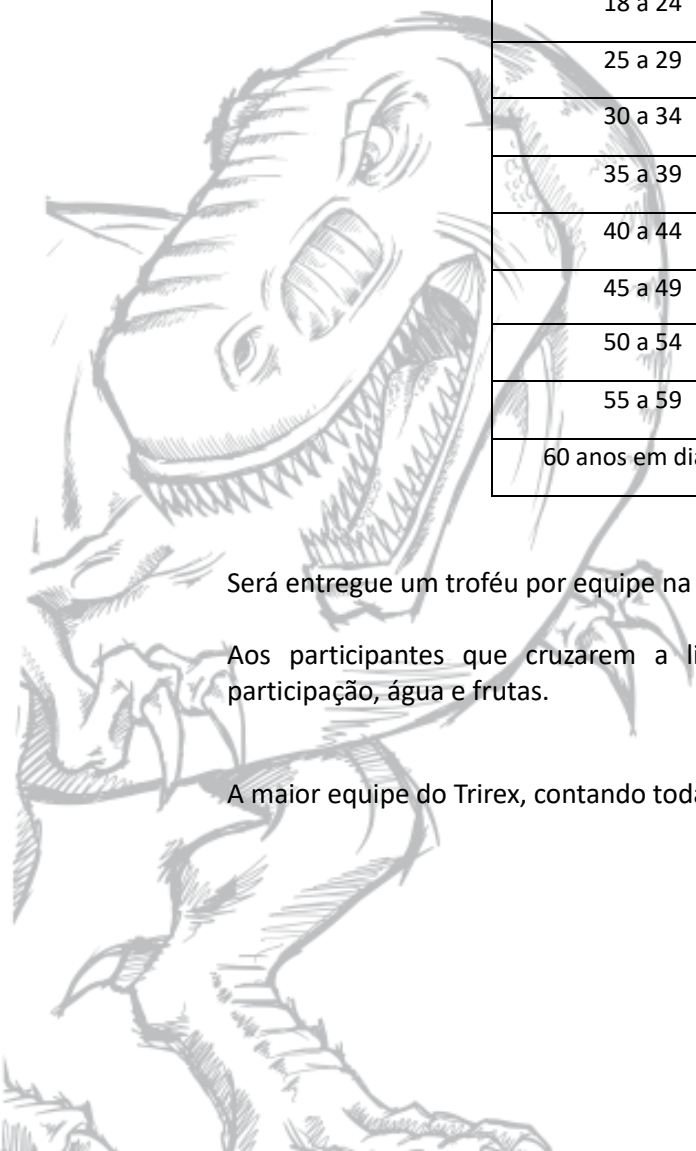 18 a 24
25 a 29
30 a 34
35 a 39
40 a 44
45 a 49
50 a 54
55 a 59
60 anos em dia
Será entregue um troféu por equipe na
Aos participantes que cruzarem a li
participação, água e frutas.
A maior equipe do Trirex, contando toda